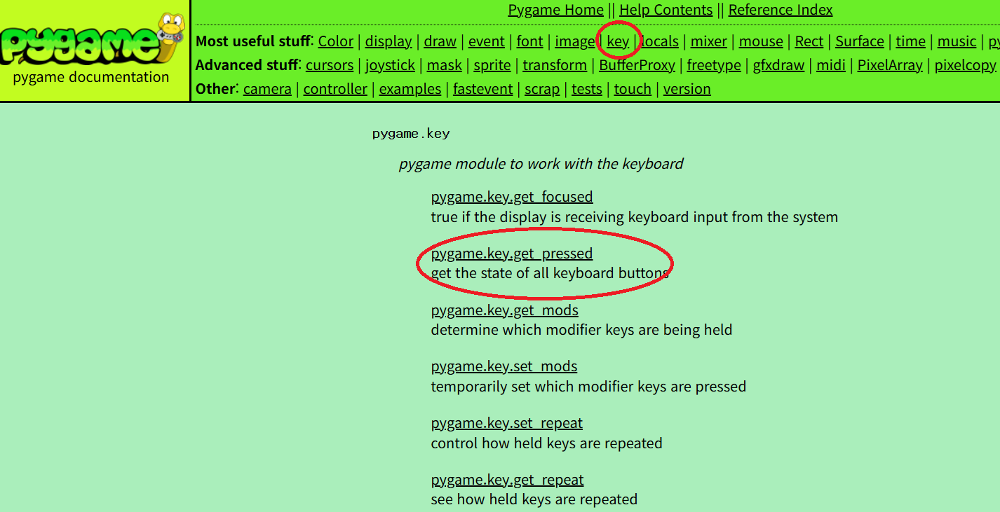 Pygame Home || Help Contents || Reference Index
pygame
pygame documentation
Most useful stuff: Color | display | draw | event | font | image | key | locals | mixer | mouse | Rect | Surface | time | music | py
Advanced stuff: cursors | joystick | mask | sprite | transform | BufferProxy | freetype | gfxdraw | midi | PixelArray | pixelcopy
Other: camera | controller | examples | fastevent | scrap | tests | touch | version
pygame.key
pygame module to work with the keyboard
pygame.key.get_focused
true if the display is receiving keyboard input from the system
pygame.key.get_pressed
get the state of all keyboard buttons
pygame.key.get_mods
determine which modifier keys are being held
pygame.key.set_mods
temporarily set which modifier keys are pressed
pygame.key.set_repeat
control how held keys are repeated
pygame.key.get_repeat
see how held keys are repeated